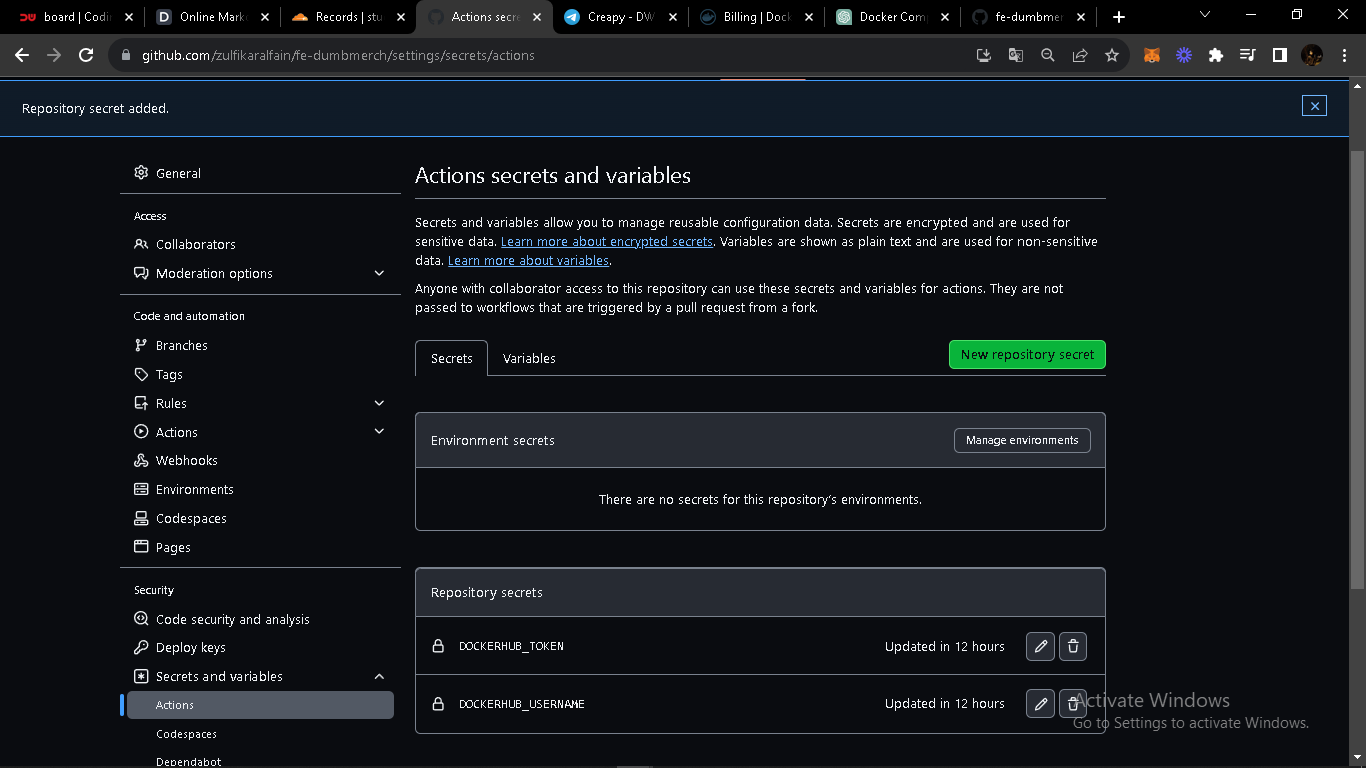 board | Codi
Online Mark
Records | stu
Actions secre
Creapy - DW
Billing | Dock
Docker Com
fe-dumbmer
github.com/zulfikaralfain/fe-dumbmerch/settings/secrets/actions
Repository secret added.
General
Access
Collaborators
Moderation options
Code and automation
Branches
Tags
Rules
Actions
Webhooks
Environments
Codespaces
Pages
Security
Code security and analysis
Deploy keys
Secrets and variables
Actions
Codespaces
Dependabot
Actions secrets and variables
Secrets and variables allow you to manage reusable configuration data. Secrets are encrypted and are used for
sensitive data. Learn more about encrypted secrets. Variables are shown as plain text and are used for non-sensitive
data. Learn more about variables.
Anyone with collaborator access to this repository can use these secrets and variables for actions. They are not
passed to workflows that are triggered by a pull request from a fork.
Secrets
Variables
New repository secret
Environment secrets
Manage environments
There are no secrets for this repository's environments.
Repository secrets
DOCKERHUB_TOKEN
Updated in 12 hours
DOCKERHUB_USERNAME
Updated in 12 hours
Activate Windows
Go to Settings to activate Windows.